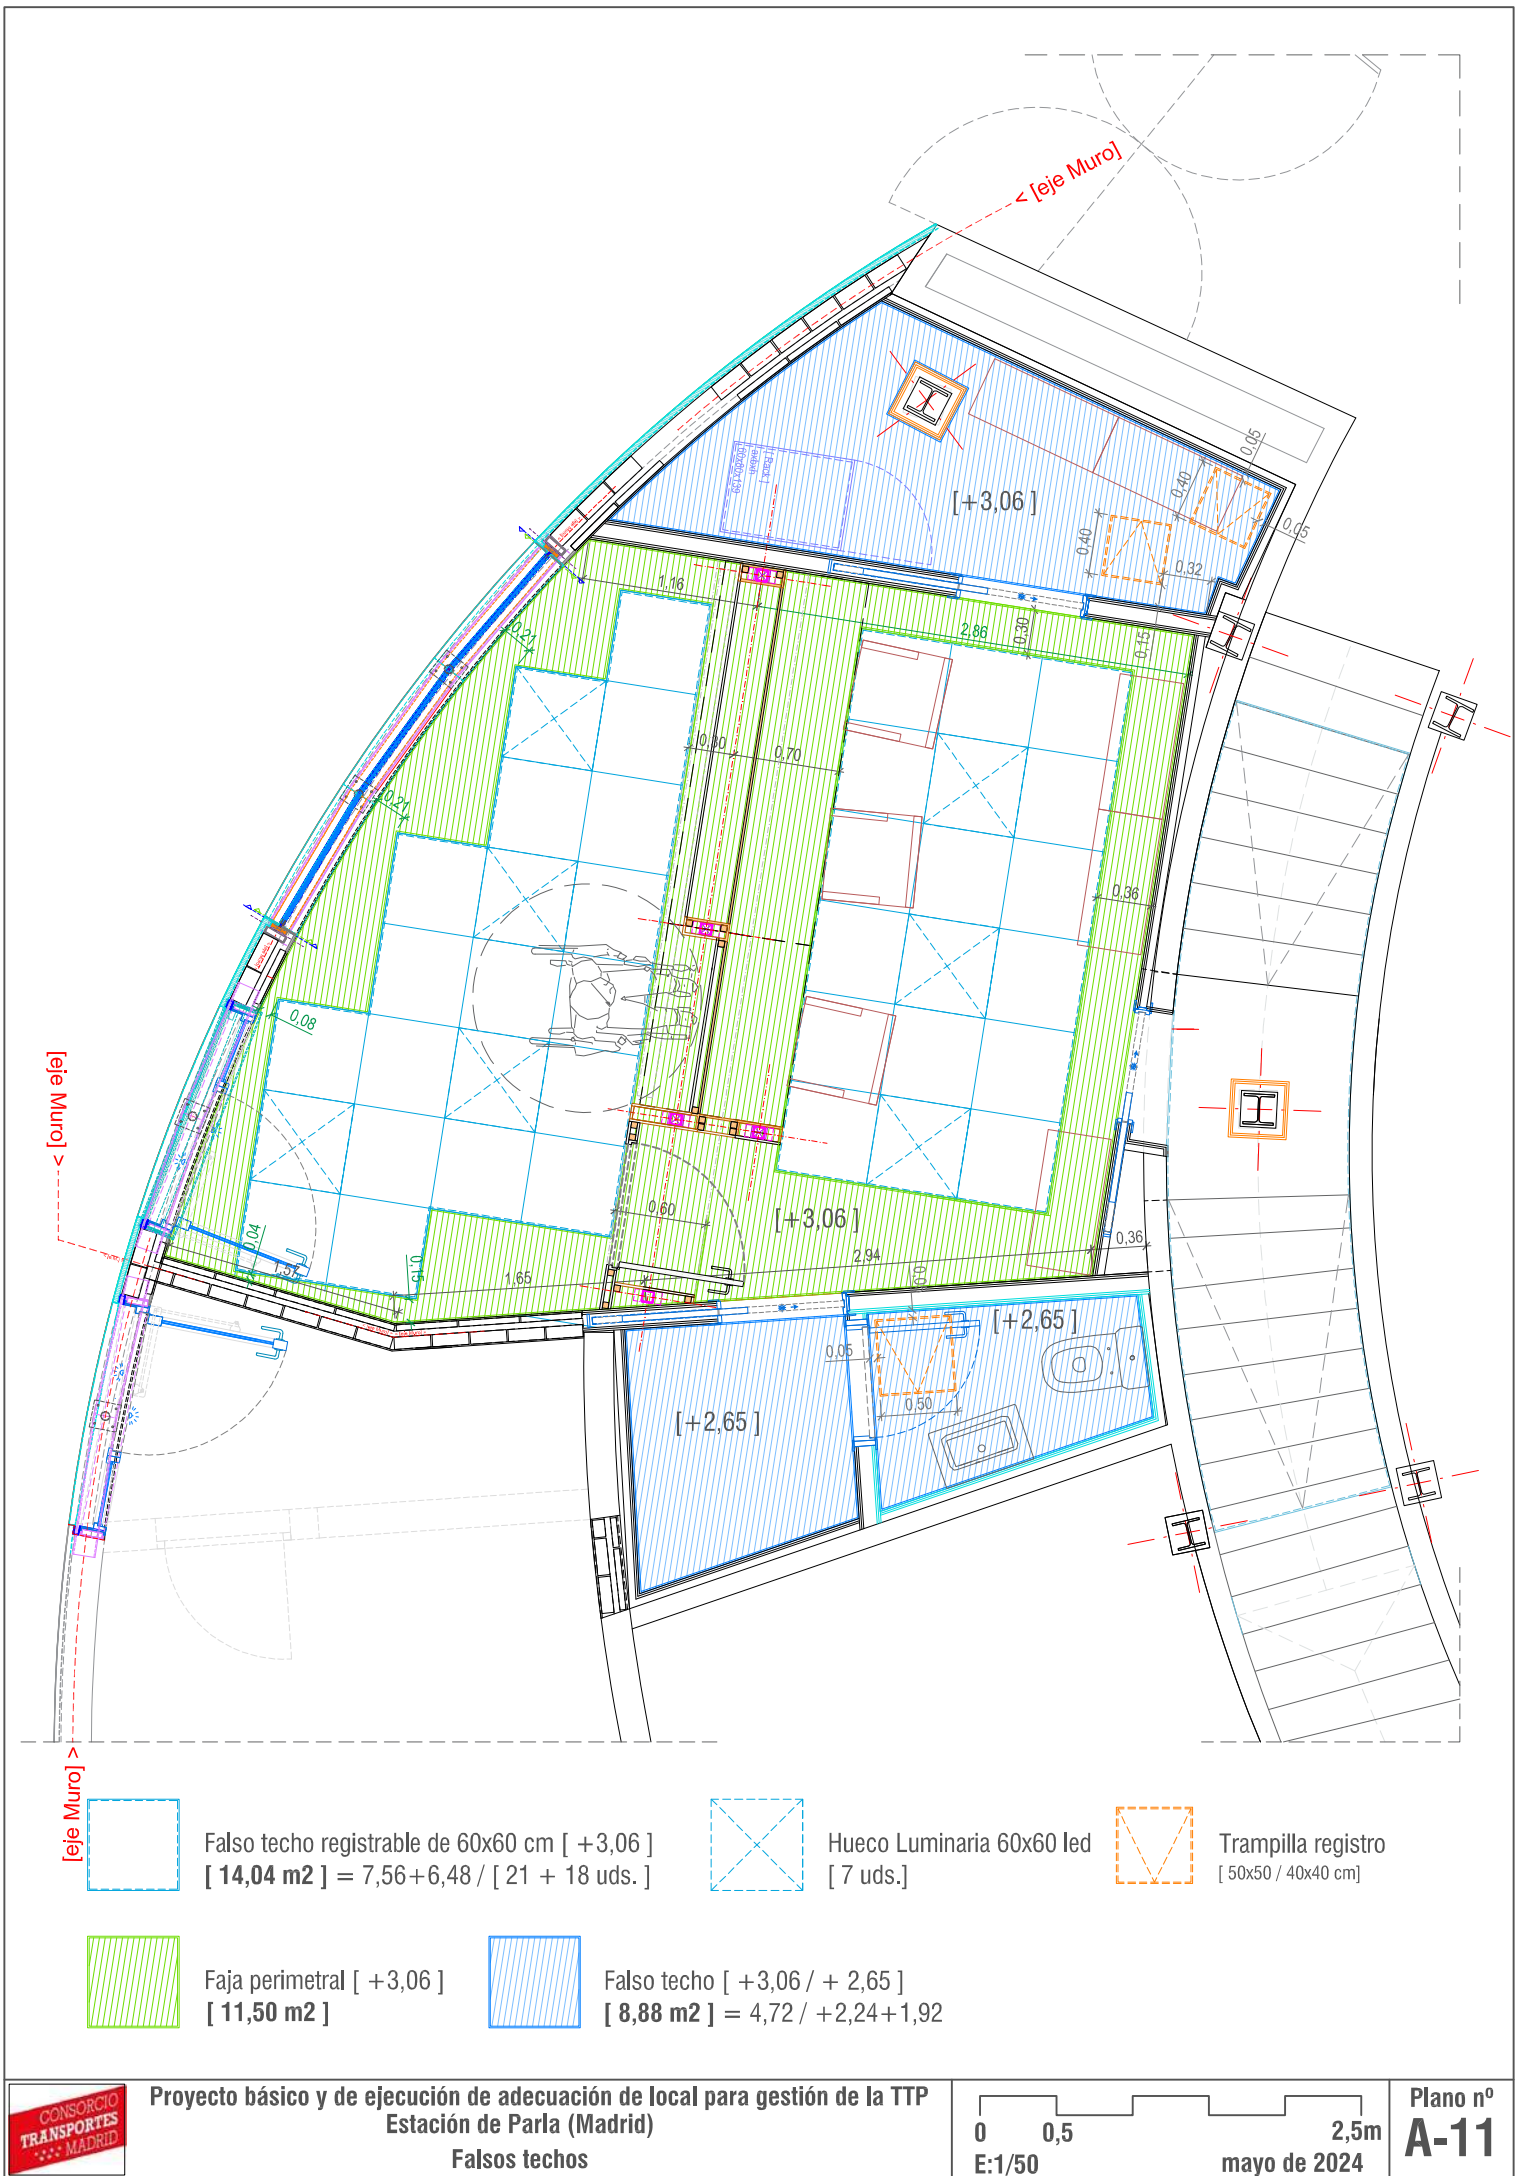 < [eje Muro]
[ Rack ]
60x80x139
[+3,06 ]
0,05
0,40
0,05
0,40
0,32
0,15
1,16
2,86
0,30
0,21
0,30
0,70
0,21
0,36
0,08
[eje Muro] >
0,60
[+3,06 ]
0,04
0,15
1,65
2,94
0,36
[+2,65 ]
0,05
0,50
[+2,65 ]
[eje Muro] >
Falso techo registrable de 60x60 cm [ +3,06 ]
[ 14,04 m2 ] = 7,56+6,48 / [ 21 + 18 uds. ]
Hueco Luminaria 60x60 led
[ 7 uds.]
Trampilla registro
[ 50x50 / 40x40 cm]
Faja perimetral [ +3,06 ]
[ 11,50 m2 ]
Falso techo [ +3,06 / + 2,65 ]
[ 8,88 m2 ] = 4,72 / +2,24+1,92
CONSORCIO
TRANSPORTES
MADRID
Proyecto básico y de ejecución de adecuación de local para gestión de la TTP
Estación de Parla (Madrid)
Falsos techos
0 0,5 2,5m
E:1/50 mayo de 2024
Plano nº
A-11